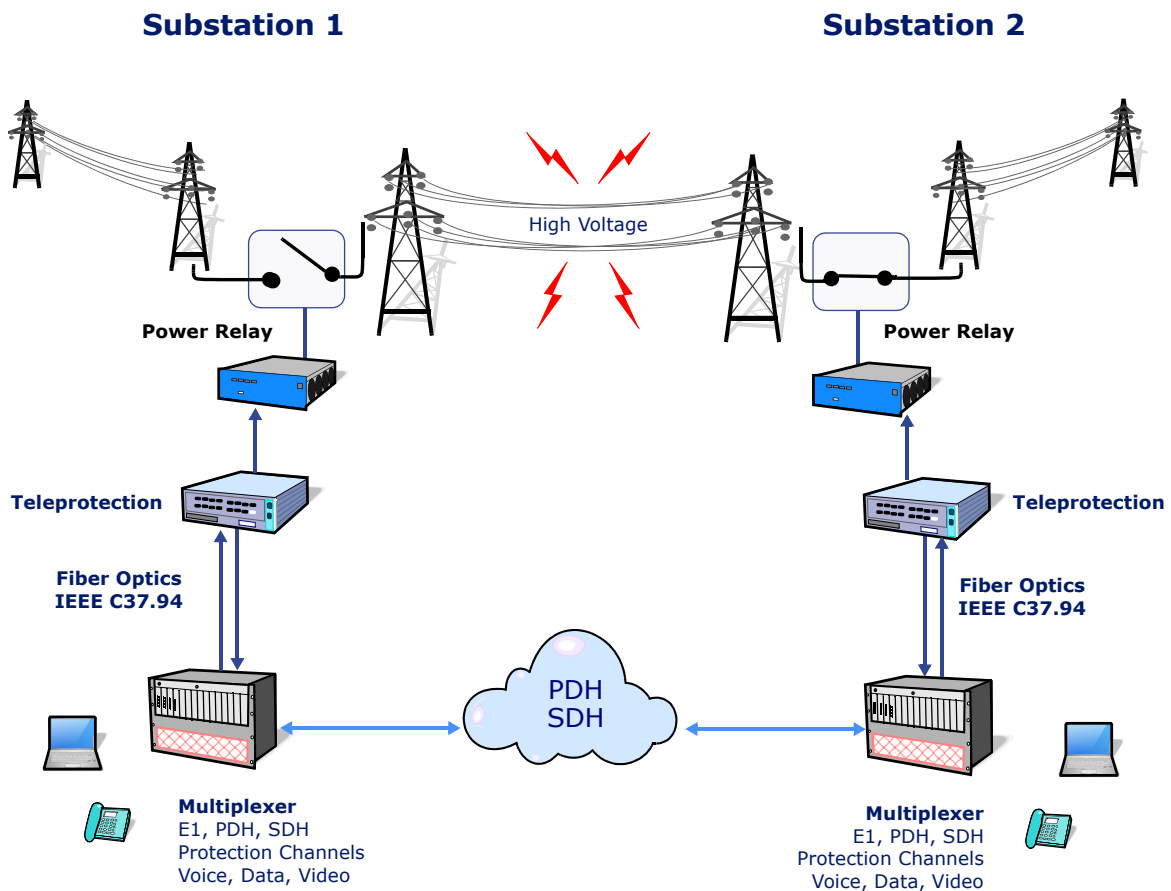 Substation 1
Substation 2
High Voltage
Power Relay
Power Relay
Teleprotection
Teleprotection
Fiber Optics
IEEE C37.94
Fiber Optics
IEEE C37.94
PDH
SDH
Multiplexer
E1, PDH, SDH
Protection Channels
Voice, Data, Video
Multiplexer
E1, PDH, SDH
Protection Channels
Voice, Data, Video